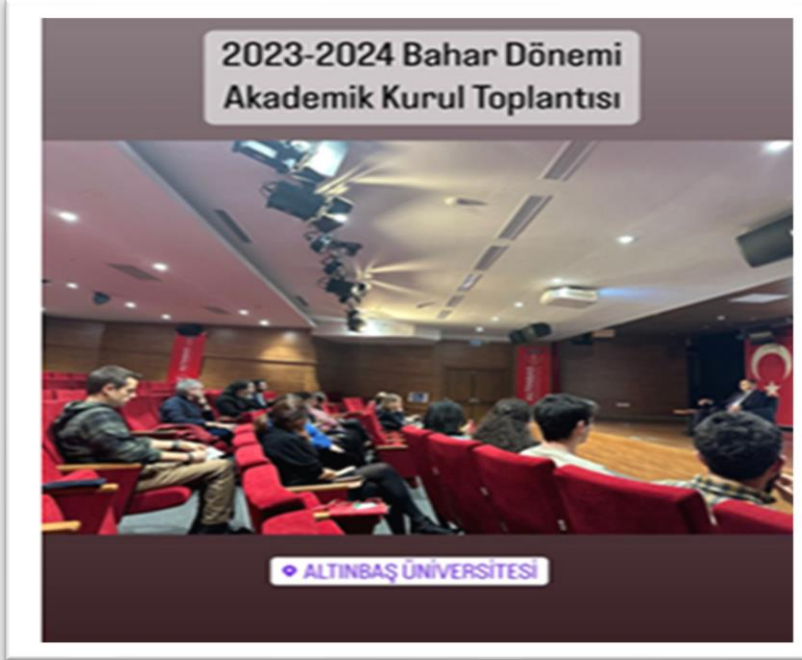 2023-2024 Bahar Dönemi
Akademik Kurul Toplantısı
ALTINBAŞ ÜNİVERSİTESİ